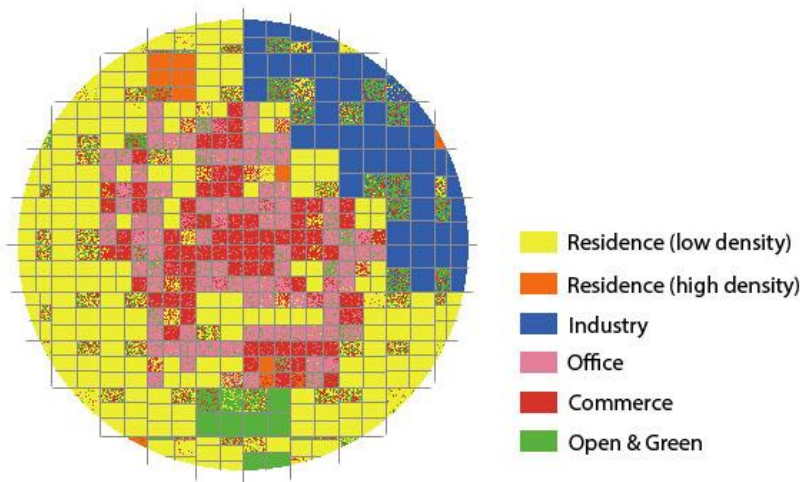 Residence (low density)
Residence (high density)
Industry
Office
Commerce
Open & Green